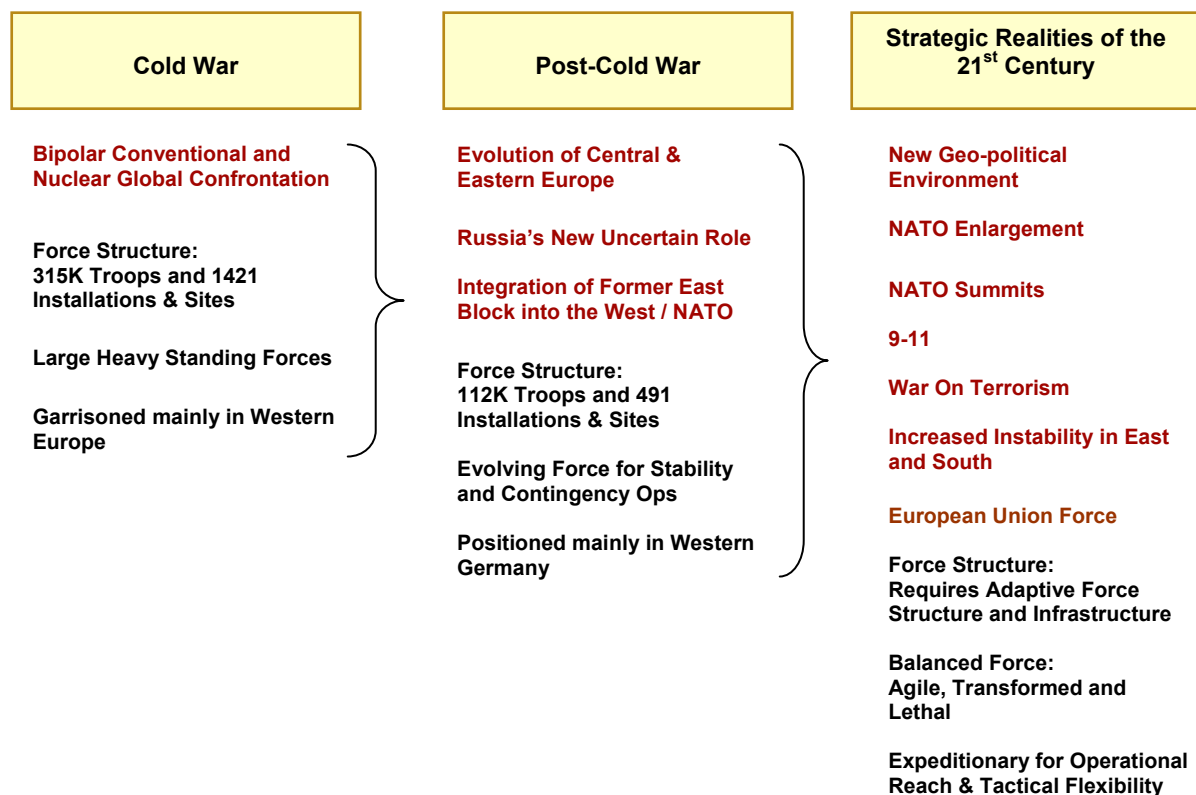 Cold War
Bipolar Conventional and
Nuclear Global Confrontation
Force Structure:
315K Troops and 1421
Installations & Sites
Large Heavy Standing Forces
Garrisoned mainly in Western
Europe
Post-Cold War
Evolution of Central &
Eastern Europe
Russia’s New Uncertain Role
Integration of Former East
Block into the West / NATO
Force Structure:
112K Troops and 491
Installations & Sites
Evolving Force for Stability
and Contingency Ops
Positioned mainly in Western
Germany
Strategic Realities of the
21st Century
New Geo-political
Environment
NATO Enlargement
NATO Summits
9-11
War On Terrorism
Increased Instability in East
and South
European Union Force
Force Structure:
Requires Adaptive Force
Structure and Infrastructure
Balanced Force:
Agile, Transformed and
Lethal
Expeditionary for Operational
Reach & Tactical Flexibility